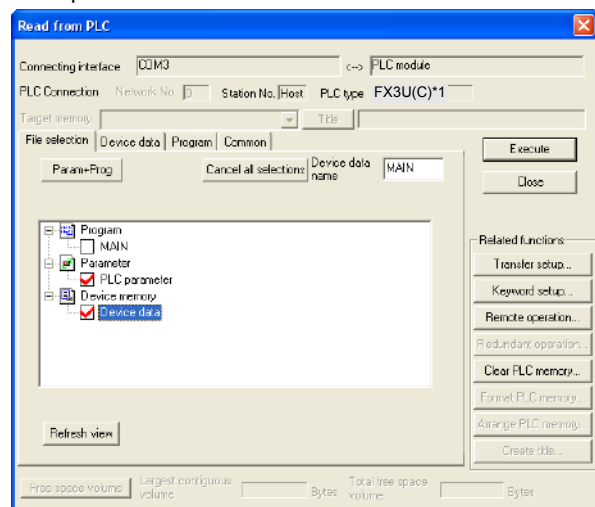 Read from PLC
Connecting interface COM3 <--> PLC module
PLC Connection Network No. 0 Station No. Host PLC type FX3U(C)*1
Target memory Title
File selection Device data Program Common
Execute
Param+Prog Cancel all selections Device data name MAIN
Close
Program
MAIN
Parameter
PLC parameter
Device memory
Device data
Related functions
Transfer setup...
Keyword setup...
Remote operation...
Redundant operation...
Clear PLC memory...
Format PLC memory...
Arrange PLC memory...
Create title...
Refresh view
Free space volume Largest contiguous volume Bytes Total free space volume Bytes